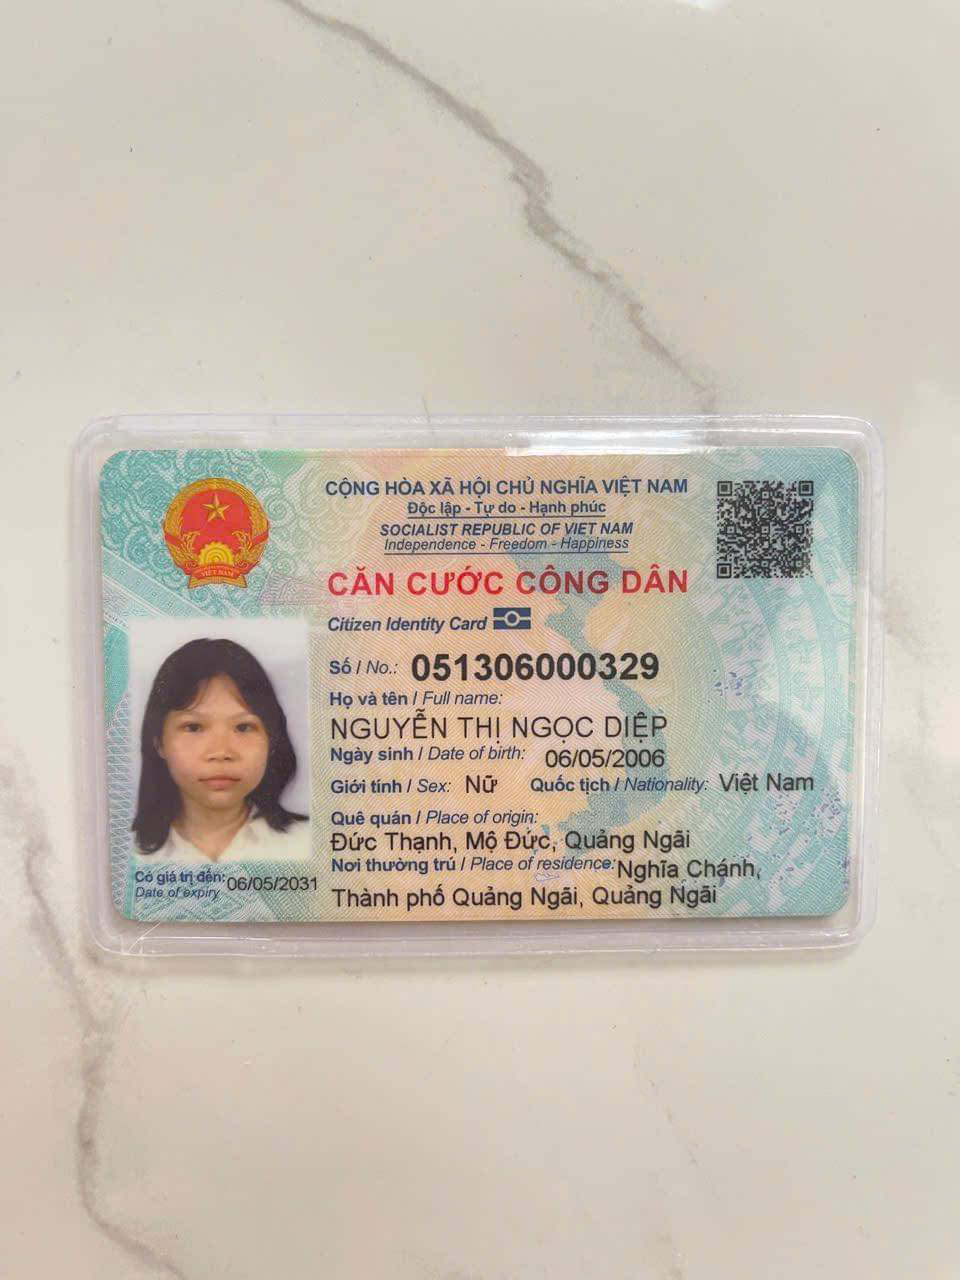 CỘNG HÒA XÃ HỘI CHỦ NGHĨA VIỆT NAM
Độc lập - Tự do - Hạnh phúc
SOCIALIST REPUBLIC OF VIET NAM
Independence - Freedom - Happiness
CĂN CƯỚC CÔNG DÂN
Citizen Identity Card
Số / No.: 051306000329
Họ và tên / Full name:
NGUYỄN THỊ NGỌC DIỆP
Ngày sinh / Date of birth: 06/05/2006
Giới tính / Sex: Nữ Quốc tịch / Nationality: Việt Nam
Quê quán / Place of origin:
Đức Thạnh, Mộ Đức, Quảng Ngãi
Nơi thường trú / Place of residence: Nghĩa Chánh,
Thành phố Quảng Ngãi, Quảng Ngãi
Có giá trị đến: 06/05/2031
Date of expiry
VIỆT NAM